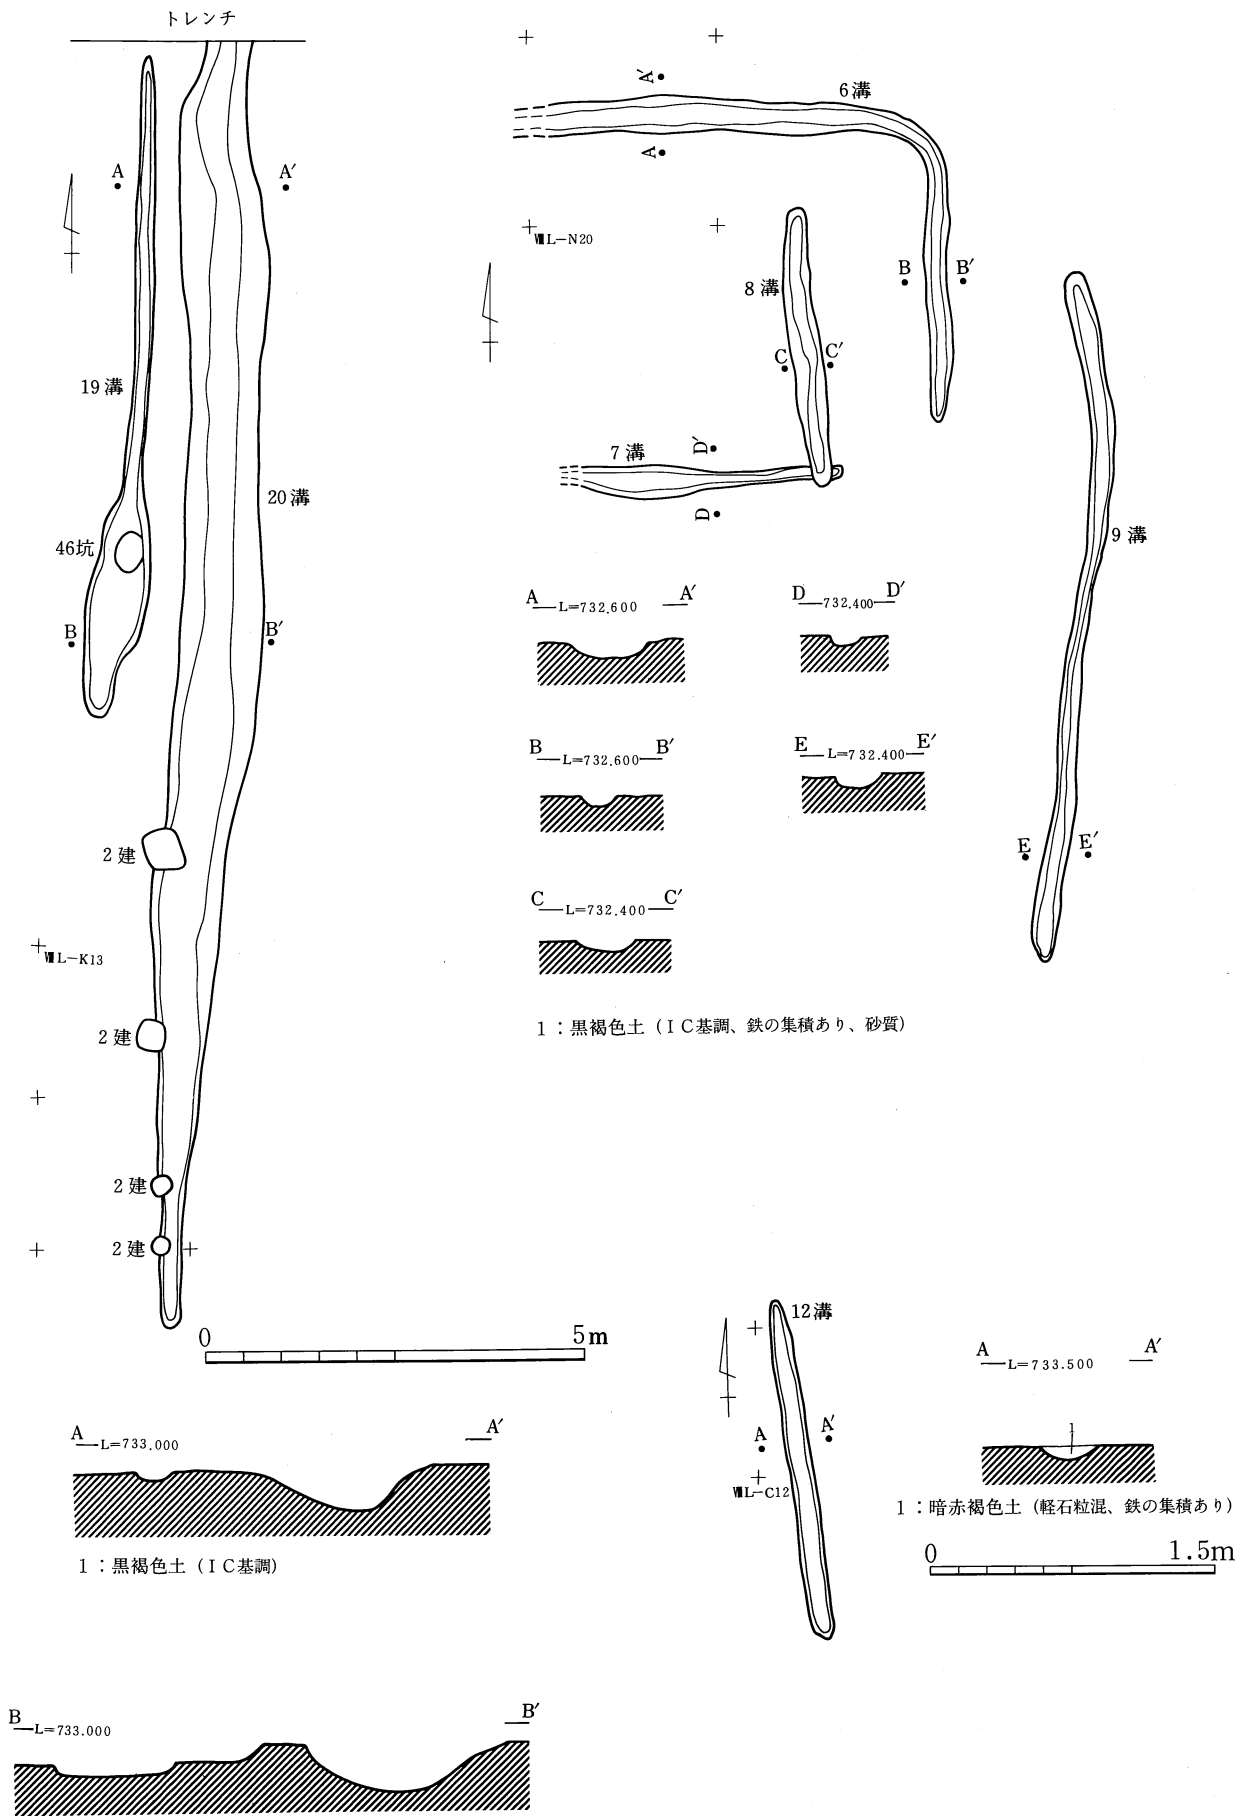 トレンチ
A
A′
19溝
20溝
46坑
B
B′
2建
ⅧL−K13
2建
2建
2建
0
5m
A
L=733.000
A′
1：黒褐色土（ＩＣ基調）
B
L=733.000
B′
A′
6溝
A
ⅧL−N20
8溝
B
B′
C
C′
7溝
D′
D
9溝
E
E′
A
L=732.600
A′
D
732.400
D′
B
L=732.600
B′
E
L=732.400
E′
C
L=732.400
C′
1：黒褐色土（ＩＣ基調、鉄の集積あり、砂質）
12溝
A
A′
ⅧL−C12
A
L=733.500
A′
1
1：暗赤褐色土（軽石粒混、鉄の集積あり）
0
1.5m